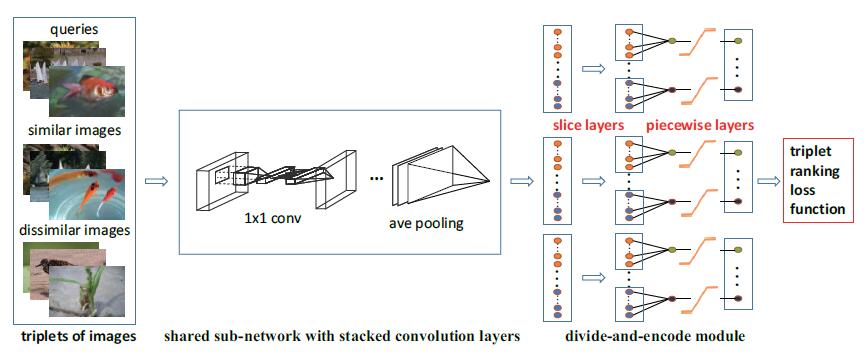 queries
similar images
dissimilar images
triplets of images
1x1 conv
...
ave pooling
shared sub-network with stacked convolution layers
slice layers
piecewise layers
divide-and-encode module
triplet
ranking
loss
function